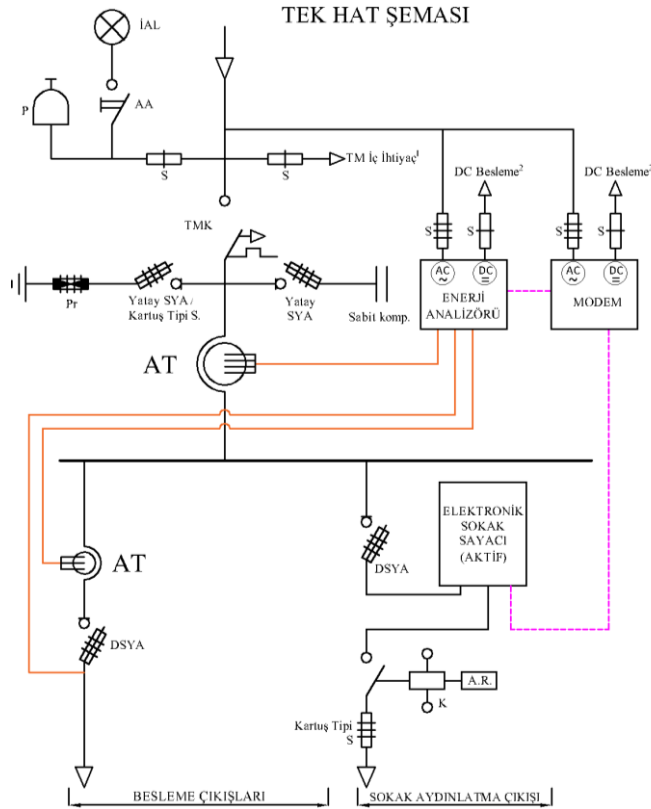 TEK HAT ŞEMASI
İAL
P
AA
S
S
TM İç İhtiyaç¹
DC Besleme²
DC Besleme²
S
S
S
S
TMK
AC
~
DC
=
AC
~
DC
=
ENERJİ
ANALİZÖRÜ
MODEM
Pr
Yatay SYA /
Kartuş Tipi S.
Yatay
SYA
Sabit komp.
AT
ELEKTRONİK
SOKAK
SAYACI
(AKTİF)
DSYA
AT
DSYA
A.R.
K
Kartuş Tipi
S
BESLEME ÇIKIŞLARI
SOKAK AYDINLATMA ÇIKIŞI